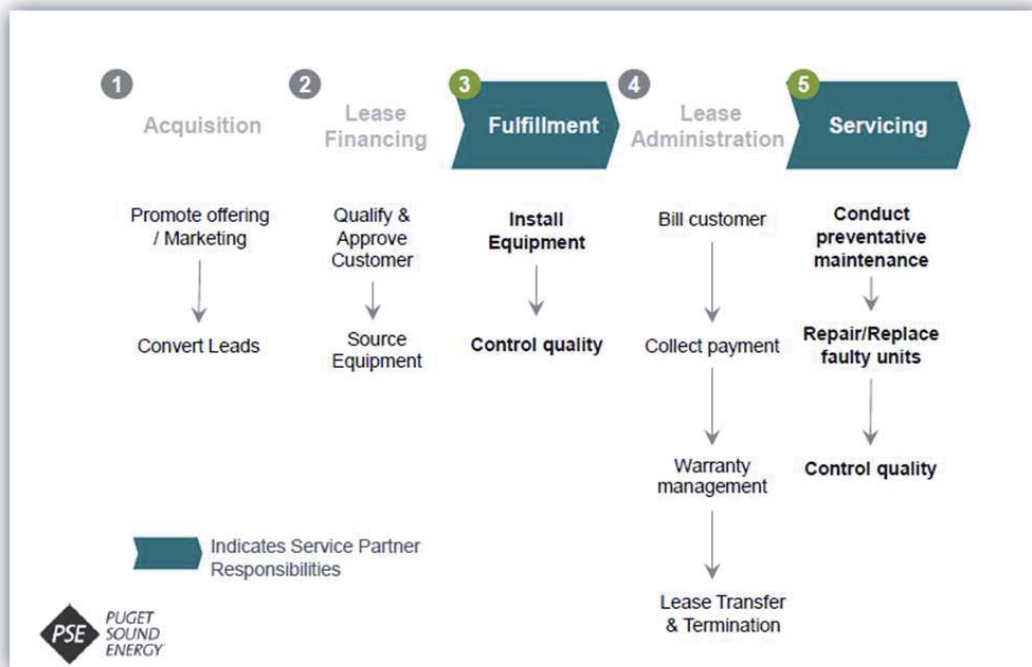 1
Acquisition
Promote offering
/ Marketing
Convert Leads
2
Lease
Financing
Qualify &
Approve
Customer
Source
Equipment
3
Fulfillment
Install
Equipment
Control quality
4
Lease
Administration
Bill customer
Collect payment
Warranty
management
Lease Transfer
& Termination
5
Servicing
Conduct
preventative
maintenance
Repair/Replace
faulty units
Control quality
Indicates Service Partner
Responsibilities
PSE
PUGET
SOUND
ENERGY